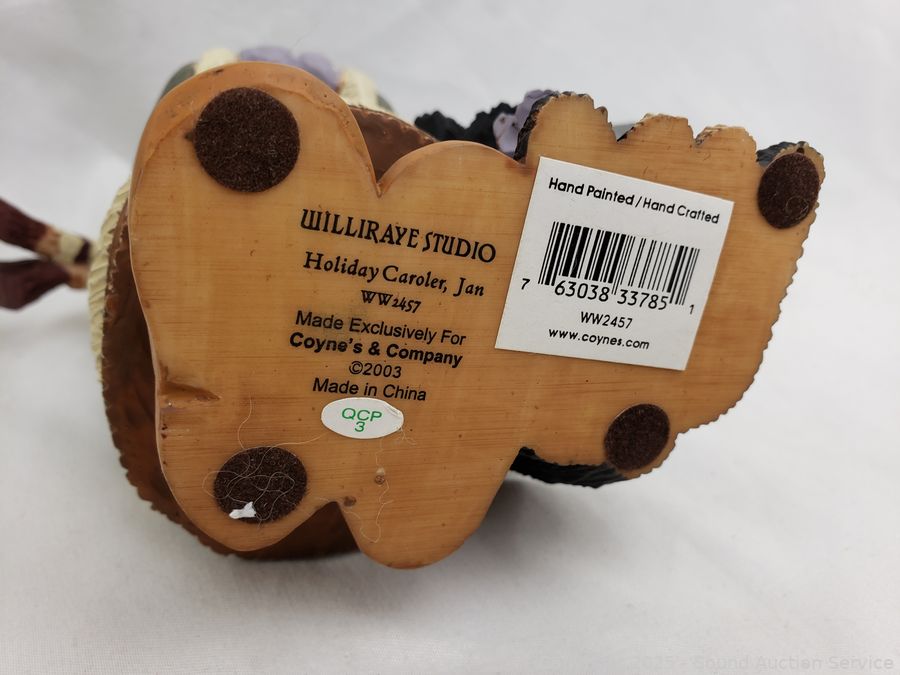 WILLIRAYE STUDIO
Holiday Caroler, Jan
WW2457
Made Exclusively For
Coyne's & Company
©2003
Made in China
QCP
3
Hand Painted / Hand Crafted
7 63038 33785 1
WW2457
www.coynes.com
2025 - Sound Auction Service